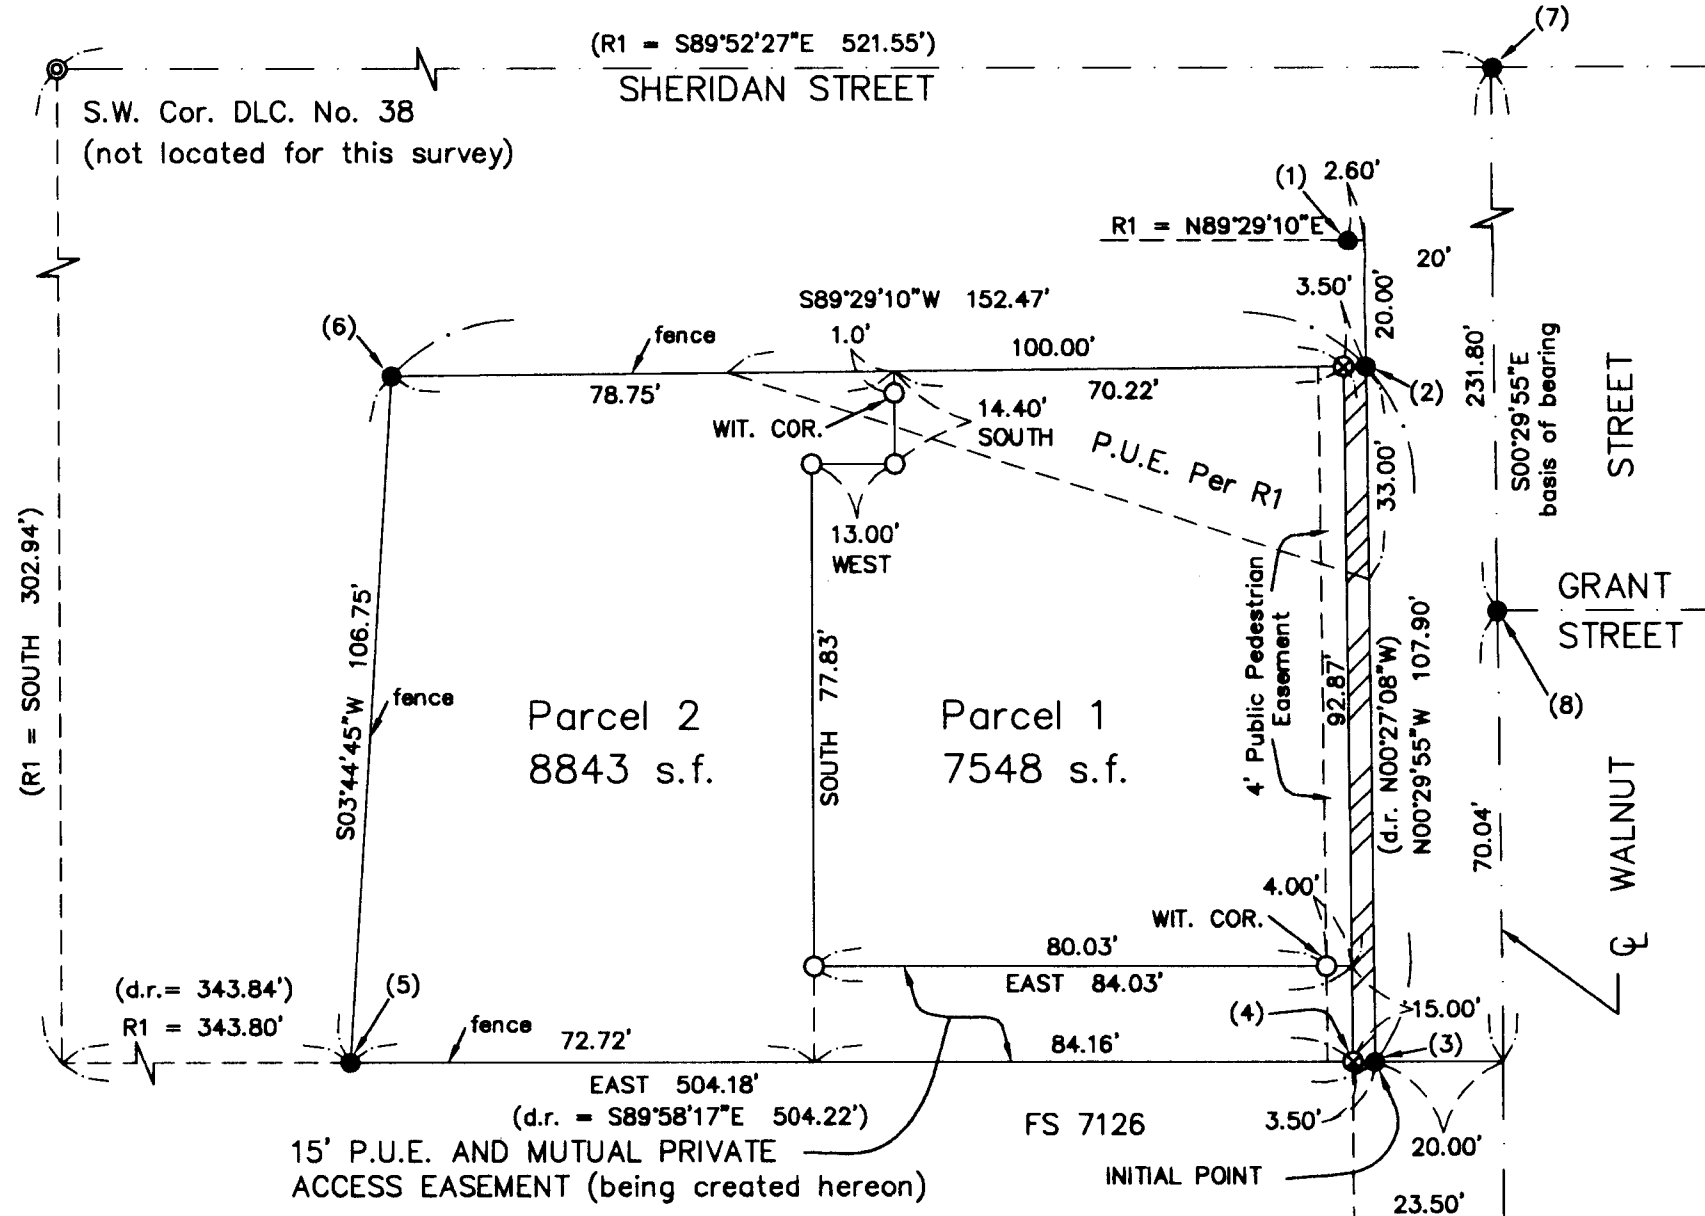 (R1 = S89°52'27"E 521.55')
SHERIDAN STREET
(7)
S.W. Cor. DLC. No. 38
(not located for this survey)
(1)
2.60'
R1 = N89°29'10"E
20'
3.50'
20.00'
S89°29'10"W 152.47'
(6)
fence
1.0'
100.00'
78.75'
70.22'
(2)
WIT. COR.
14.40'
SOUTH
P.U.E. Per R1
33.00'
231.80'
S00°29'55"E
basis of bearing
STREET
13.00'
WEST
GRANT
STREET
(R1 = SOUTH 302.94')
S03°44'45"W 106.75'
fence
SOUTH 77.83'
4' Public Pedestrian
Easement
92.87'
(d.r. N00°27'08"W)
N00°29'55"W 107.90'
(8)
Parcel 2
8843 s.f.
Parcel 1
7548 s.f.
70.04'
℄ WALNUT
4.00'
WIT. COR.
80.03'
EAST 84.03'
(d.r.= 343.84')
R1 = 343.80'
(5)
fence
72.72'
84.16'
(4)
15.00'
(3)
EAST 504.18'
(d.r. = S89°58'17"E 504.22')
FS 7126
3.50'
20.00'
15' P.U.E. AND MUTUAL PRIVATE
ACCESS EASEMENT (being created hereon)
INITIAL POINT
23.50'